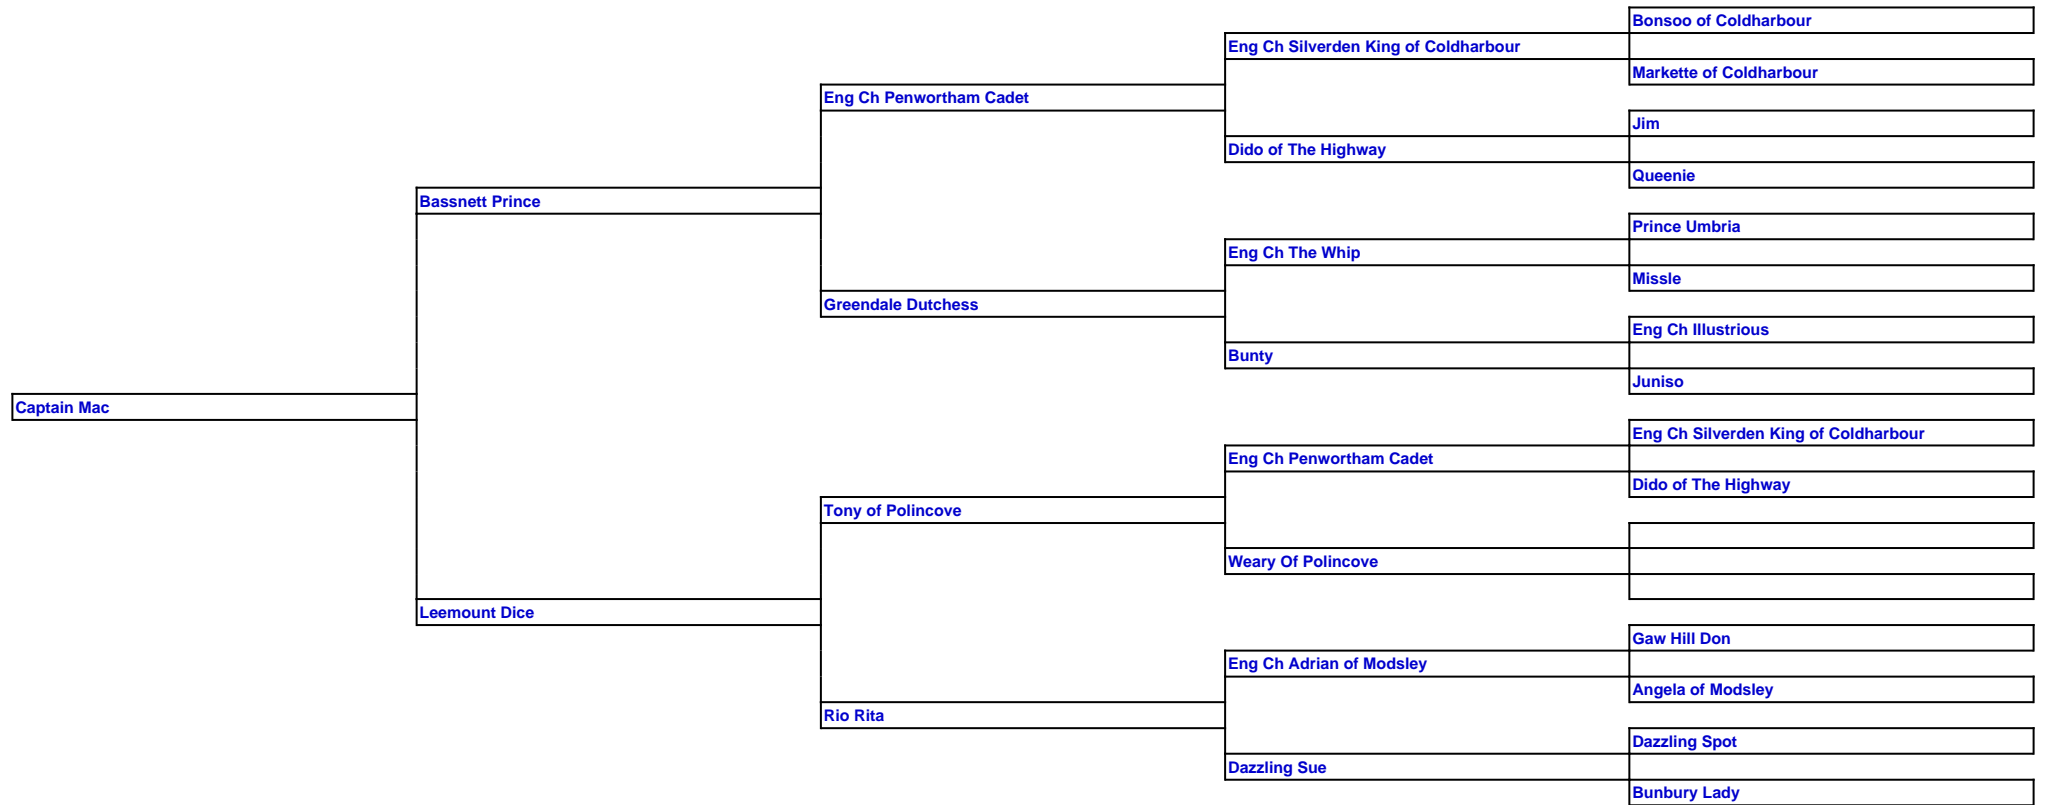 Bonsoo of Coldharbour
Eng Ch Silverden King of Coldharbour
Markette of Coldharbour
Eng Ch Penwortham Cadet
Jim
Dido of The Highway
Queenie
Bassnett Prince
Prince Umbria
Eng Ch The Whip
Missle
Greendale Dutchess
Eng Ch Illustrious
Bunty
Juniso
Captain Mac
Eng Ch Silverden King of Coldharbour
Eng Ch Penwortham Cadet
Dido of The Highway
Tony of Polincove
Weary Of Polincove
Leemount Dice
Gaw Hill Don
Eng Ch Adrian of Modsley
Angela of Modsley
Rio Rita
Dazzling Spot
Dazzling Sue
Bunbury Lady